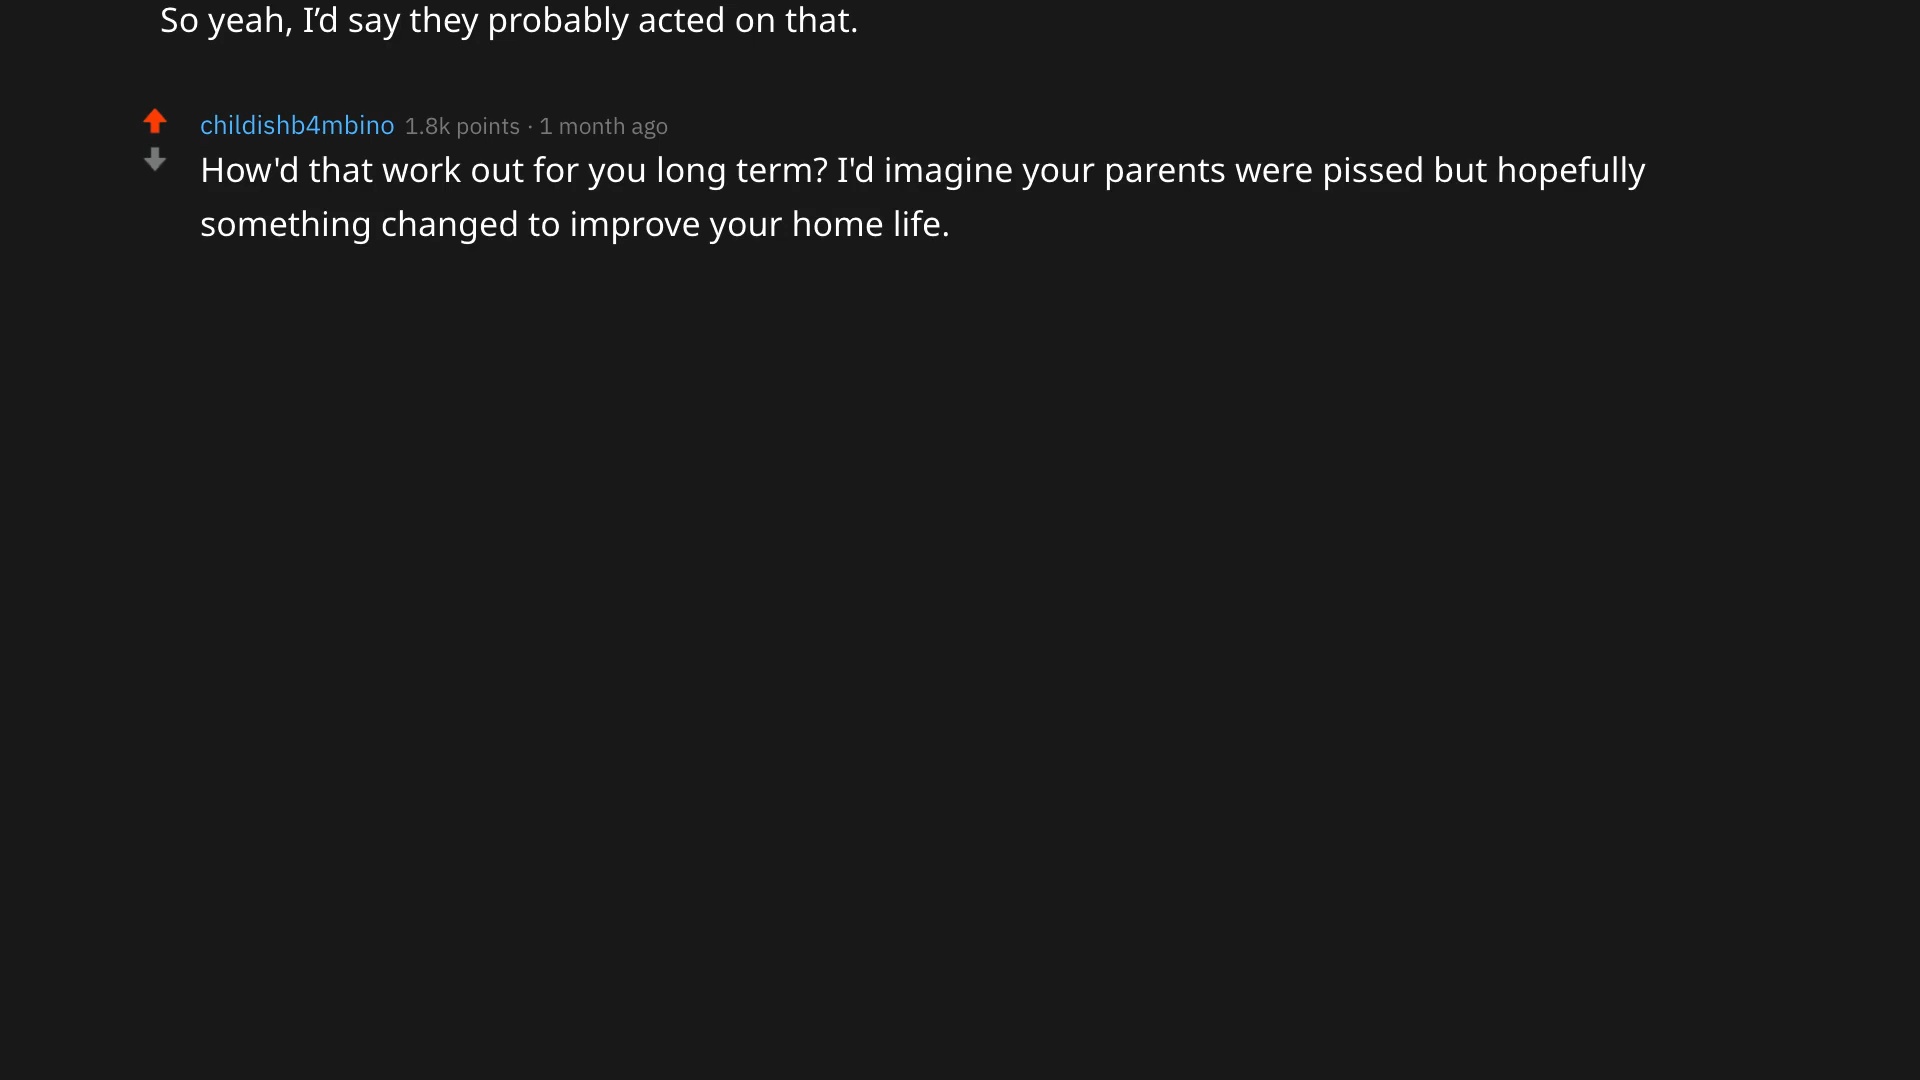 So yeah, I’d say they probably acted on that.
childishb4mbino 1.8k points · 1 month ago
How'd that work out for you long term? I'd imagine your parents were pissed but hopefully
something changed to improve your home life.